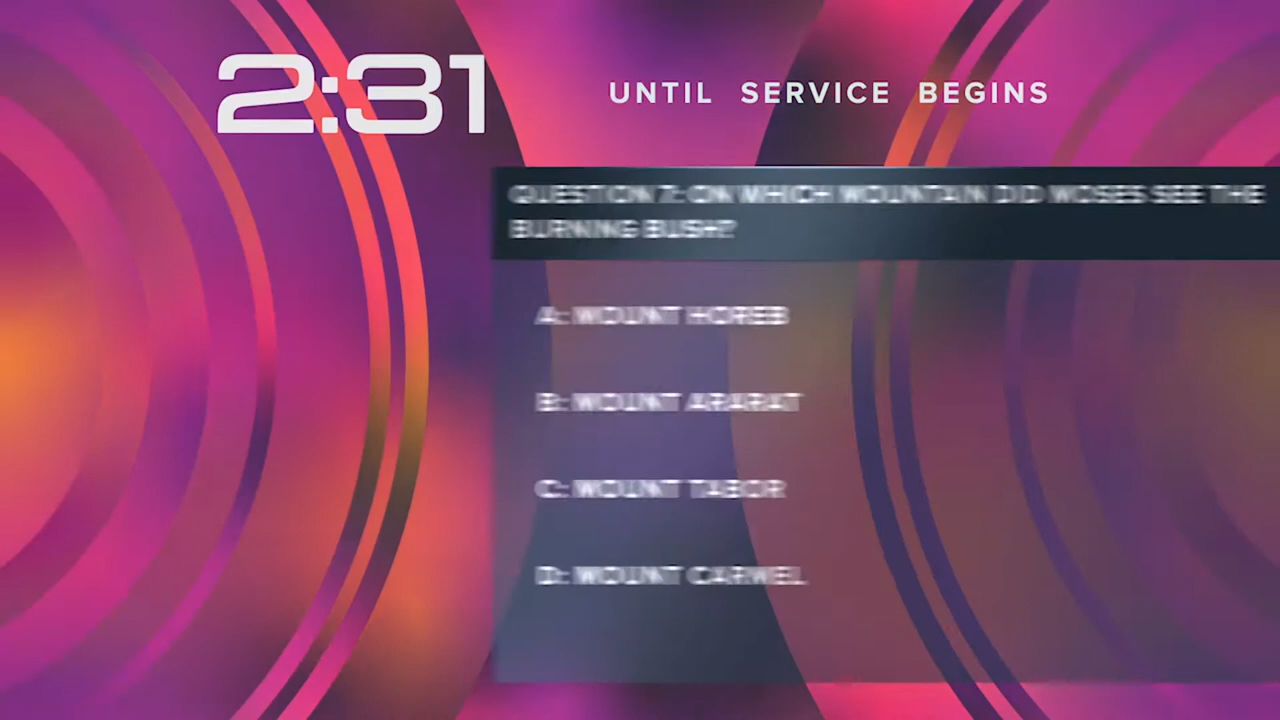 2:31
UNTIL SERVICE BEGINS
QUESTION 7: ON WHICH MOUNTAIN DID MOSES SEE THE
BURNING BUSH?
A: MOUNT HOREB
B: MOUNT ARARAT
C: MOUNT TABOR
D: MOUNT CARMEL